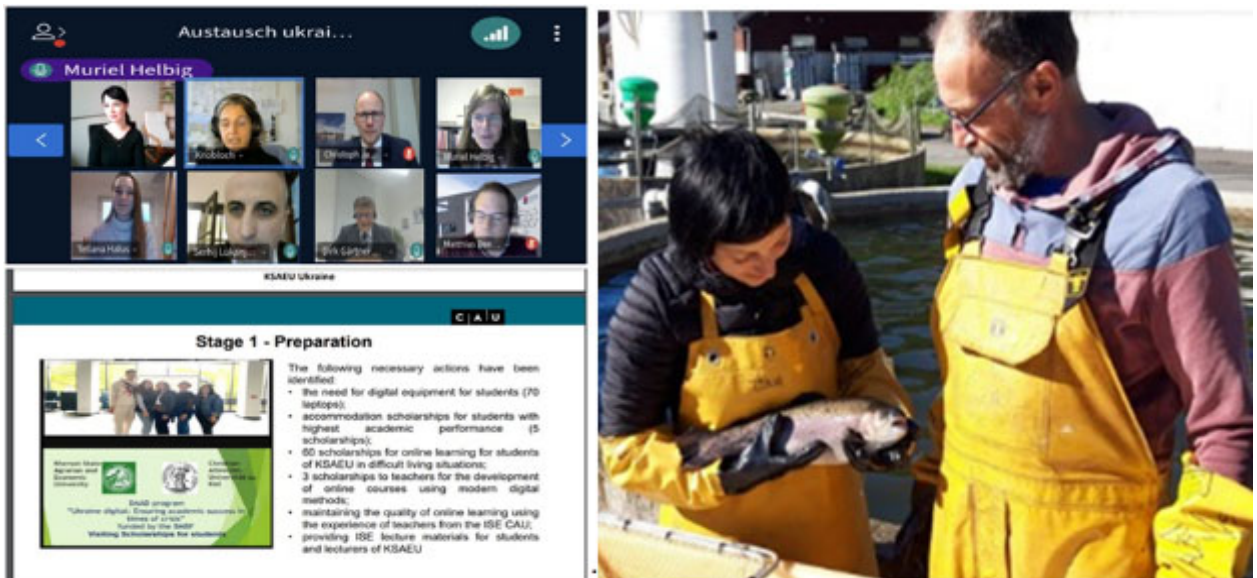 Austausch ukrai...
Muriel Helbig
Knobloch
Muriel Helbig
Tetiana Halus
Dirk Gärtner
KSAEU Ukraine
C A U
Stage 1 - Preparation
The following necessary actions have been
identified:
• the need for digital equipment for students (70
laptops);
• accommodation scholarships for students with
highest academic performance (5
scholarships);
• 60 scholarships for online learning for students
of KSAEU in difficult living situations;
• 3 scholarships to teachers for the development
of online courses using modern digital
methods;
• maintaining the quality of online learning using
the experience of teachers from the ISE CAU;
• providing ISE lecture materials for students
and lecturers of KSAEU
Kherson State
Agrarian and
Economic
University
Christian
Albrechts
Kiel
DAAD program
"Ukraine digital: Ensuring academic success in
times of crisis"
funded by the BMBF
Visiting Scholarships for students